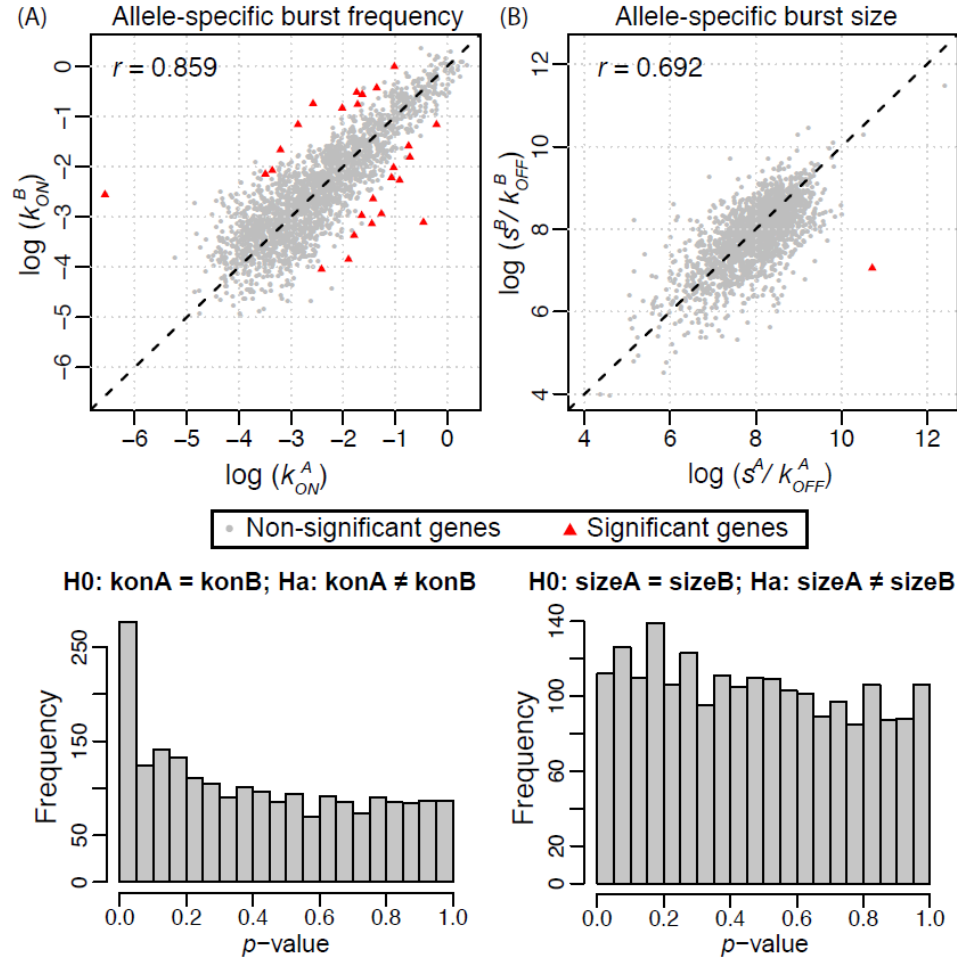 (A) Allele-specific burst frequency
r = 0.859
0
−1
−2
−3
−4
−5
−6
log (k_ON^B)
−6 −5 −4 −3 −2 −1 0
log (k_ON^A)
(B) Allele-specific burst size
r = 0.692
12
10
8
6
4
log (s^B/ k_OFF^B)
4 6 8 10 12
log (s^A/ k_OFF^A)
Non-significant genes Significant genes
H0: konA = konB; Ha: konA ≠ konB
250
150
50
0
Frequency
0.0 0.2 0.4 0.6 0.8 1.0
p−value
H0: sizeA = sizeB; Ha: sizeA ≠ sizeB
140
100
60
40
0
Frequency
0.0 0.2 0.4 0.6 0.8 1.0
p−value